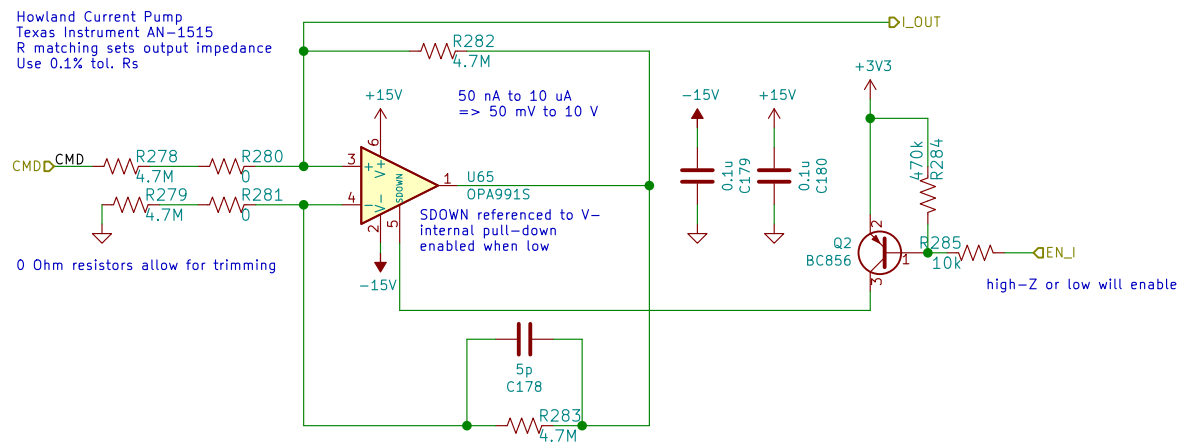 Howland Current Pump
Texas Instrument AN-1515
R matching sets output impedance
Use 0.1% tol. Rs
I_OUT
R282
4.7M
+3V3
50 nA to 10 uA
=> 50 mV to 10 V
+15V
-15V
+15V
CMD
CMD
R278
4.7M
R280
0
3
+
6
V+
SDOWN
1
U65
OPA991S
0.1u
C179
0.1u
C180
470k
R284
R279
4.7M
R281
0
4
-
V-
2
5
SDOWN referenced to V-
internal pull-down
enabled when low
-15V
2
Q2
BC856
1
3
R285
10k
EN_I
high-Z or low will enable
0 Ohm resistors allow for trimming
5p
C178
R283
4.7M